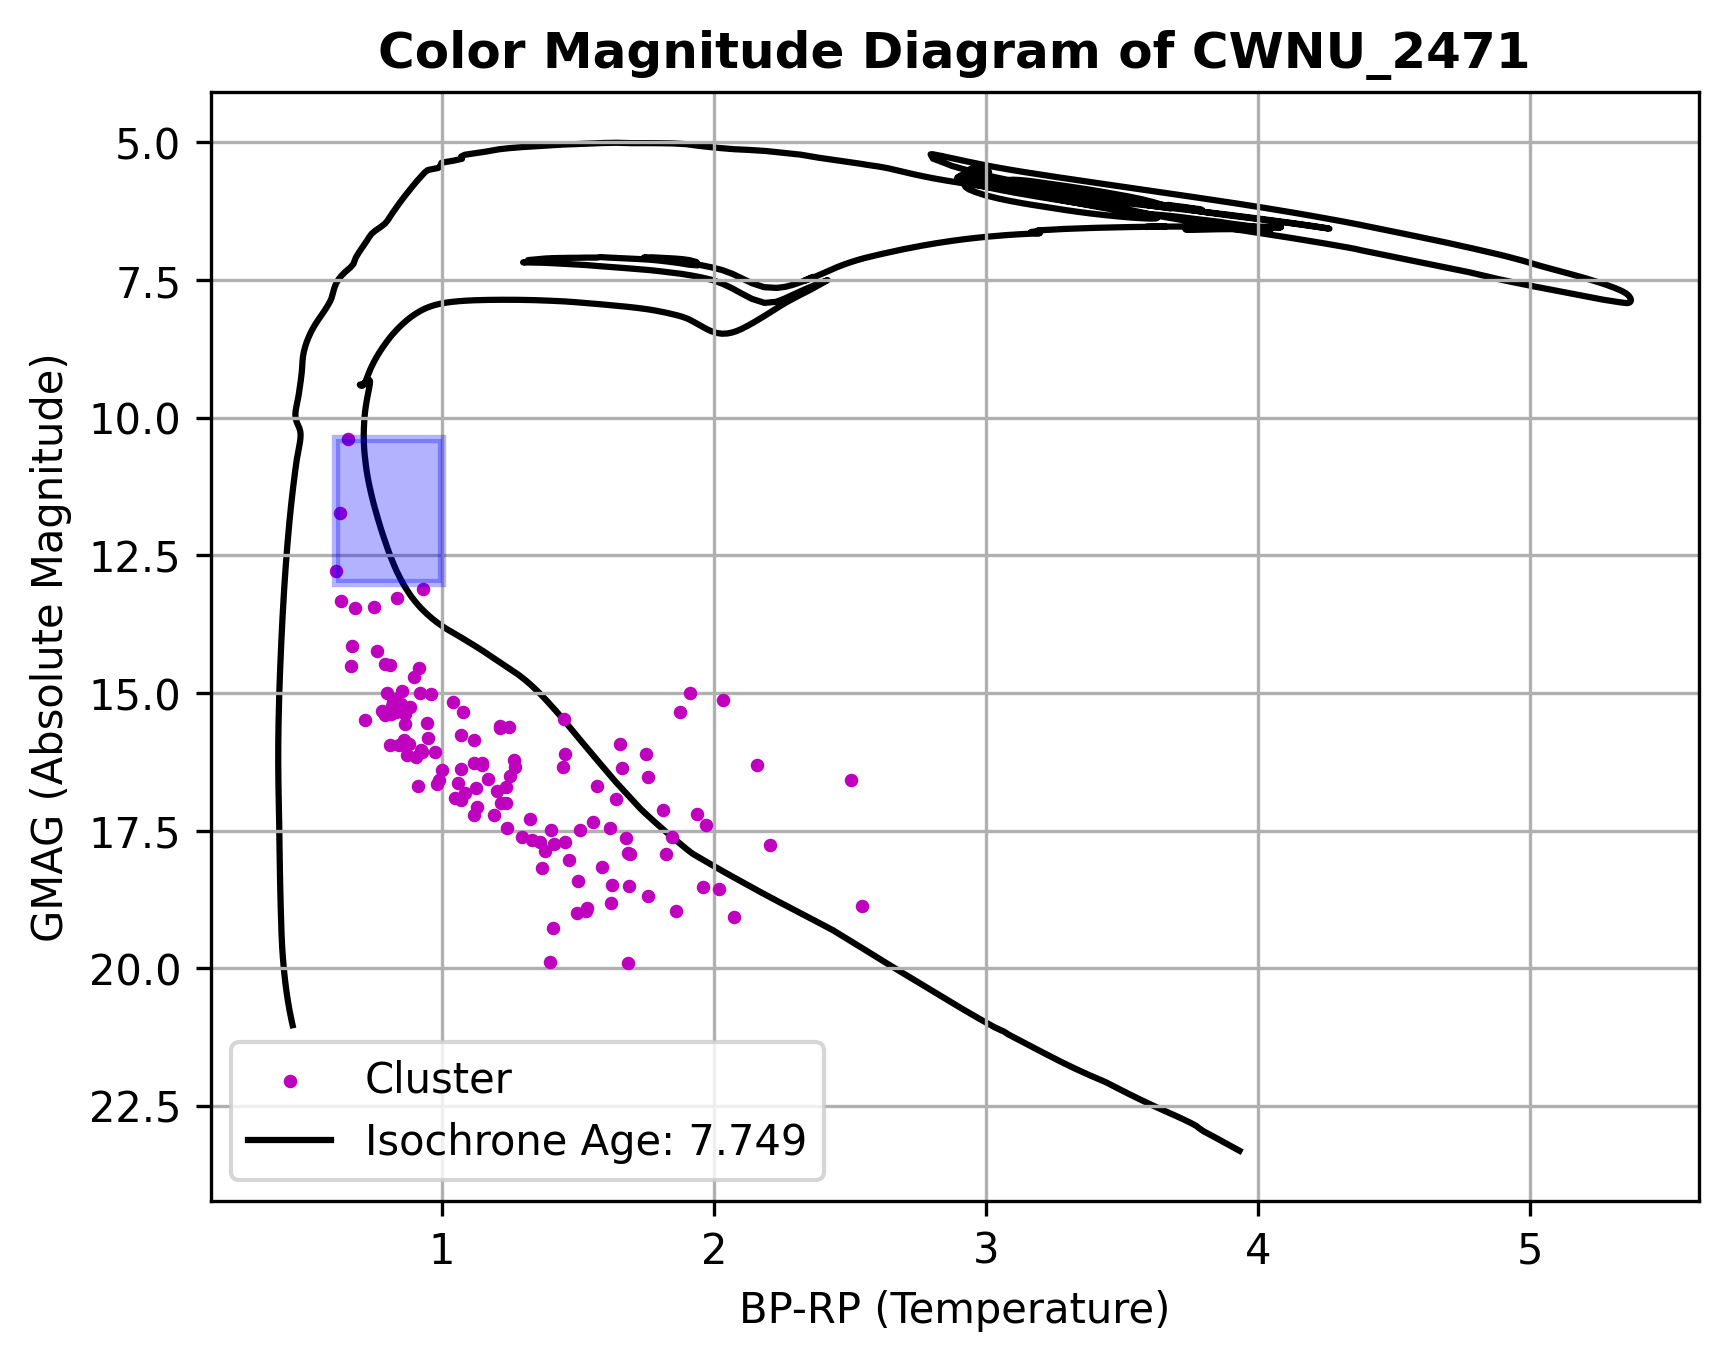 Color Magnitude Diagram of CWNU_2471
GMAG (Absolute Magnitude)
5.0
7.5
10.0
12.5
15.0
17.5
20.0
22.5
Cluster
Isochrone Age: 7.749
1 2 3 4 5
BP-RP (Temperature)